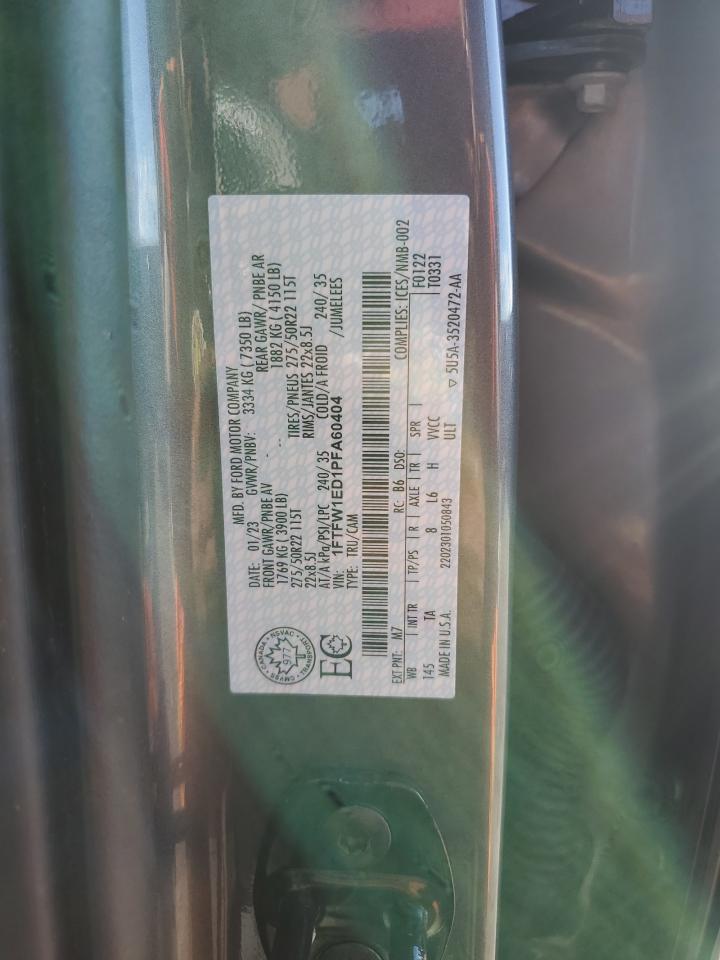 MFD. BY FORD MOTOR COMPANY
DATE: 01/23 GVWR/PNBV: 3334 KG ( 7350 LB)
FRONT GAWR/PNBE AV REAR GAWR/ PNBE AR
1769 KG ( 3900 LB) 1882 KG ( 4150 LB)
275/50R22 115T TIRES/PNEUS 275/50R22 115T
22x8.5J RIMS/JANTES 22x8.5J
AT/A kPa/PSI/LPC 240/ 35 COLD/A FROID 240/ 35
VIN: 1FTFW1ED1PFA60404 /JUMELEES
TYPE: TRU/CAM
CANADA • NSVAC
977
TRANSPORT • CMVSS
EC
EXT PNT: M7 RC: B6 DSO: COMPLIES: ICES/NMB-002
WB | INT TR | TP/PS | R | AXLE | TR | SPR | F0122
145 TA 8 L6 H VVCC T0331
MADE IN U.S.A. 2202301050843 ULT ▽ 5U5A-3520472-AA